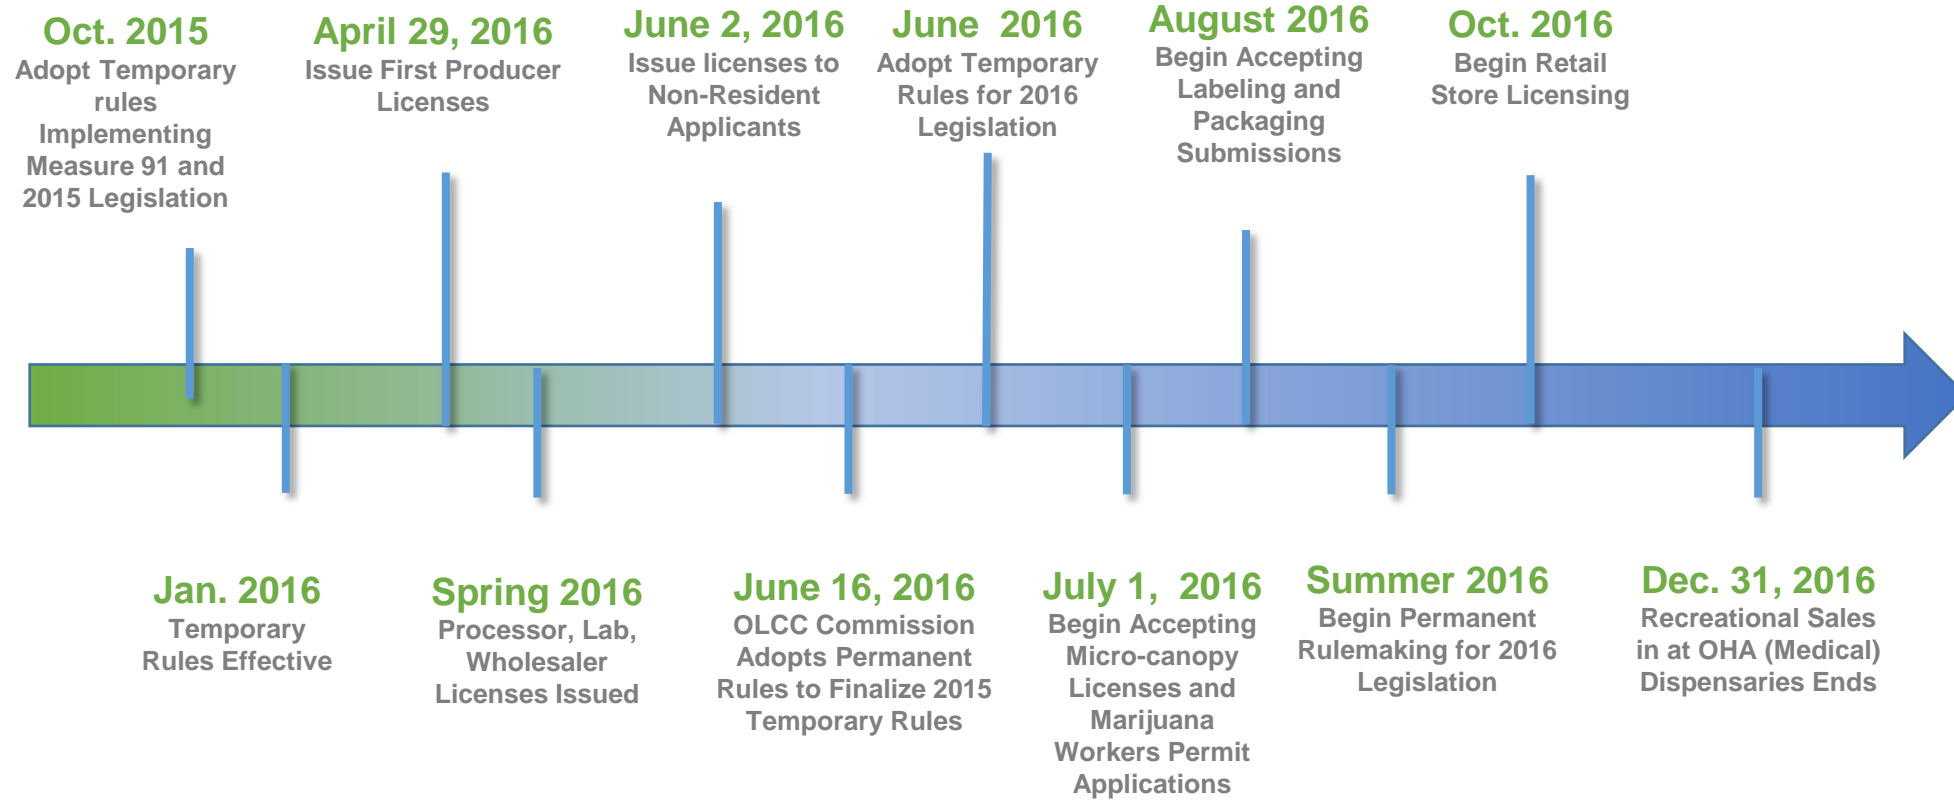 Oct. 2015
Adopt Temporary
rules
Implementing
Measure 91 and
2015 Legislation
April 29, 2016
Issue First Producer
Licenses
June 2, 2016
Issue licenses to
Non-Resident
Applicants
June  2016
Adopt Temporary
Rules for 2016
Legislation
August 2016
Begin Accepting
Labeling and
Packaging
Submissions
Oct. 2016
Begin Retail
Store Licensing
Jan. 2016
Temporary
Rules Effective
Spring 2016
Processor, Lab,
Wholesaler
Licenses Issued
June 16, 2016
OLCC Commission
Adopts Permanent
Rules to Finalize 2015
Temporary Rules
July 1,  2016
Begin Accepting
Micro-canopy
Licenses and
Marijuana
Workers Permit
Applications
Summer 2016
Begin Permanent
Rulemaking for 2016
Legislation
Dec. 31, 2016
Recreational Sales
in at OHA (Medical)
Dispensaries Ends